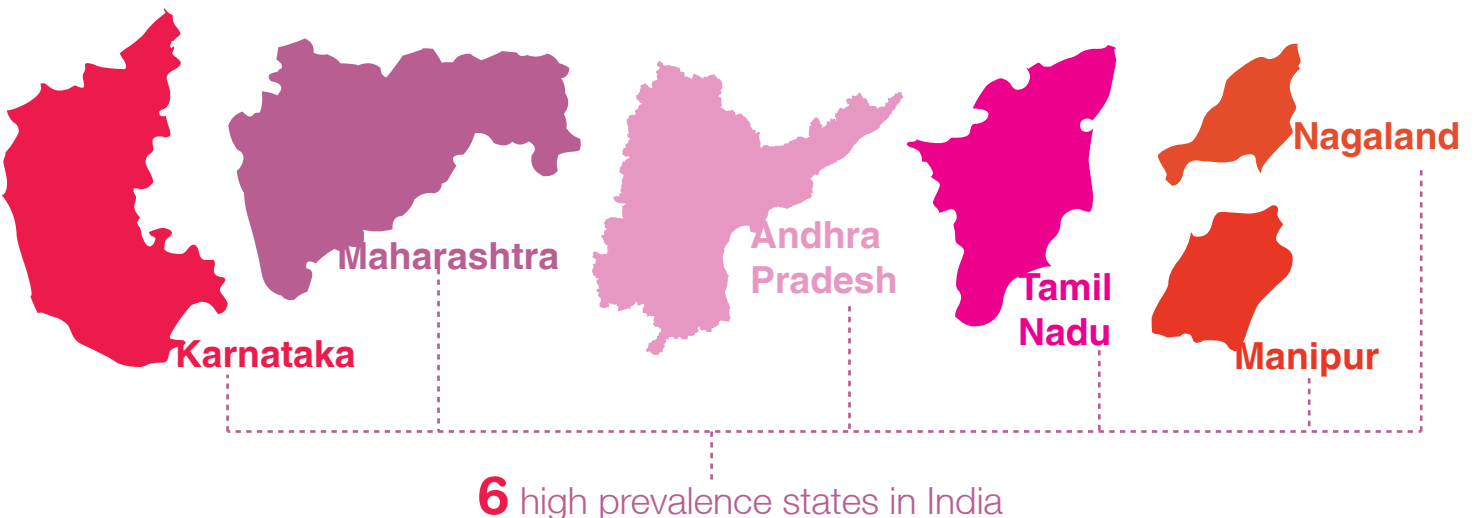 Karnataka
Maharashtra
Andhra
Pradesh
Tamil
Nadu
Nagaland
Manipur
6 high prevalence states in India